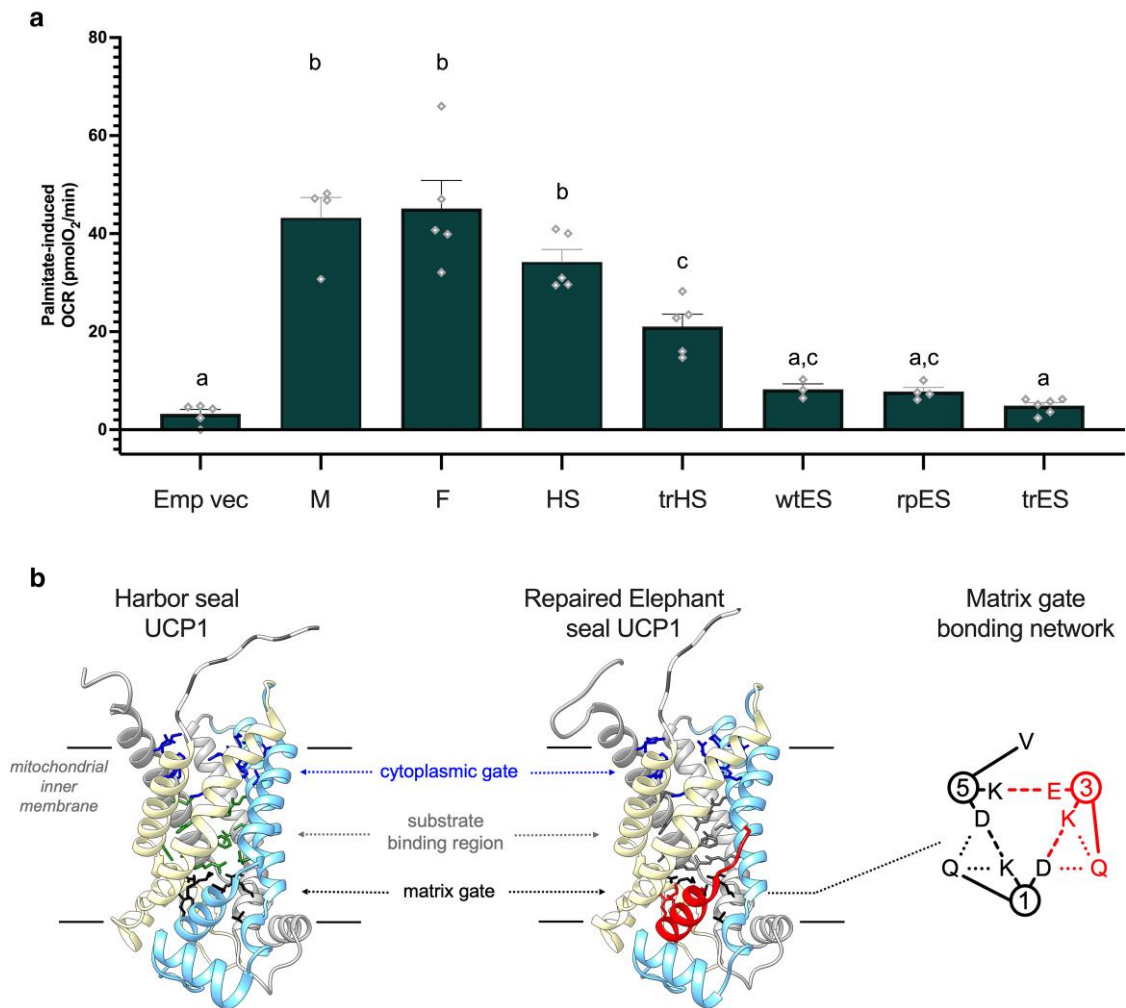 a
80
60
40
20
0
Palmitate-induced
OCR (pmolO₂/min)
a
b
b
b
c
a,c
a,c
a
Emp vec
M
F
HS
trHS
wtES
rpES
trES
b
Harbor seal
UCP1
Repaired Elephant
seal UCP1
Matrix gate
bonding network
mitochondrial
inner
membrane
cytoplasmic gate
substrate
binding region
matrix gate
V
5 K E 3
D K
Q K D Q
1